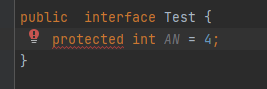 public  interface Test {
    protected int AN = 4;
}